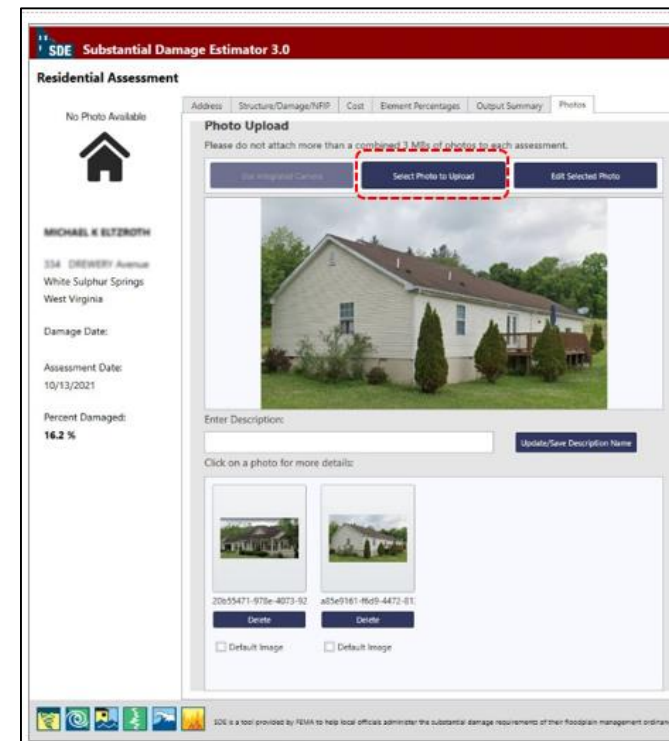 SDE Substantial Damage Estimator 3.0
Residential Assessment
No Photo Available
Address Structure/Damage/NFIP Cost Element Percentages Output Summary Photos
Photo Upload
Please do not attach more than a combined 3 MBs of photos to each assessment.
Use Integrated Camera Select Photo to Upload Edit Selected Photo
White Sulphur Springs
West Virginia
Damage Date:
Assessment Date:
10/13/2021
Percent Damaged:
16.2 %
Enter Description:
Update/Save Description Name
Click on a photo for more details:
20b55471-978e-4073-92 a85e9161-f6d9-4472-81
Delete Delete
Default Image Default Image
SDE is a tool provided by FEMA to help local officials administer the substantial damage requirements of their floodplain management